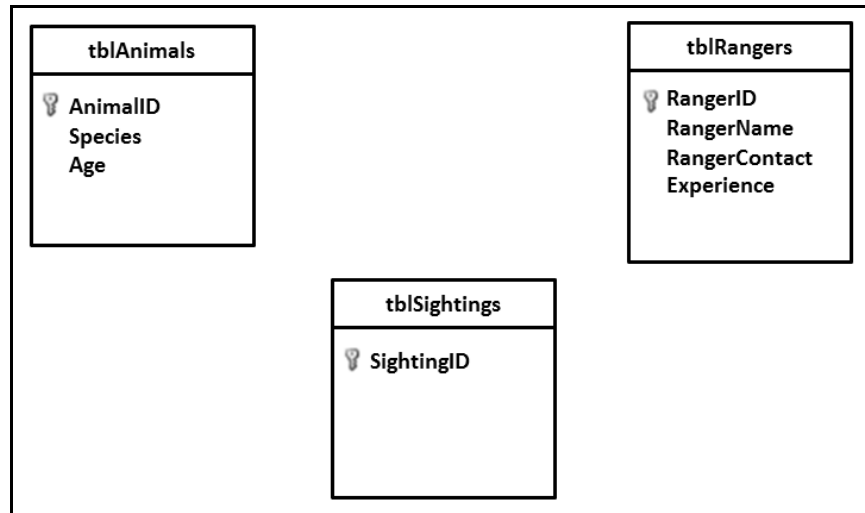 tblAnimals
AnimalID
Species
Age
tblRangers
RangerID
RangerName
RangerContact
Experience
tblSightings
SightingID